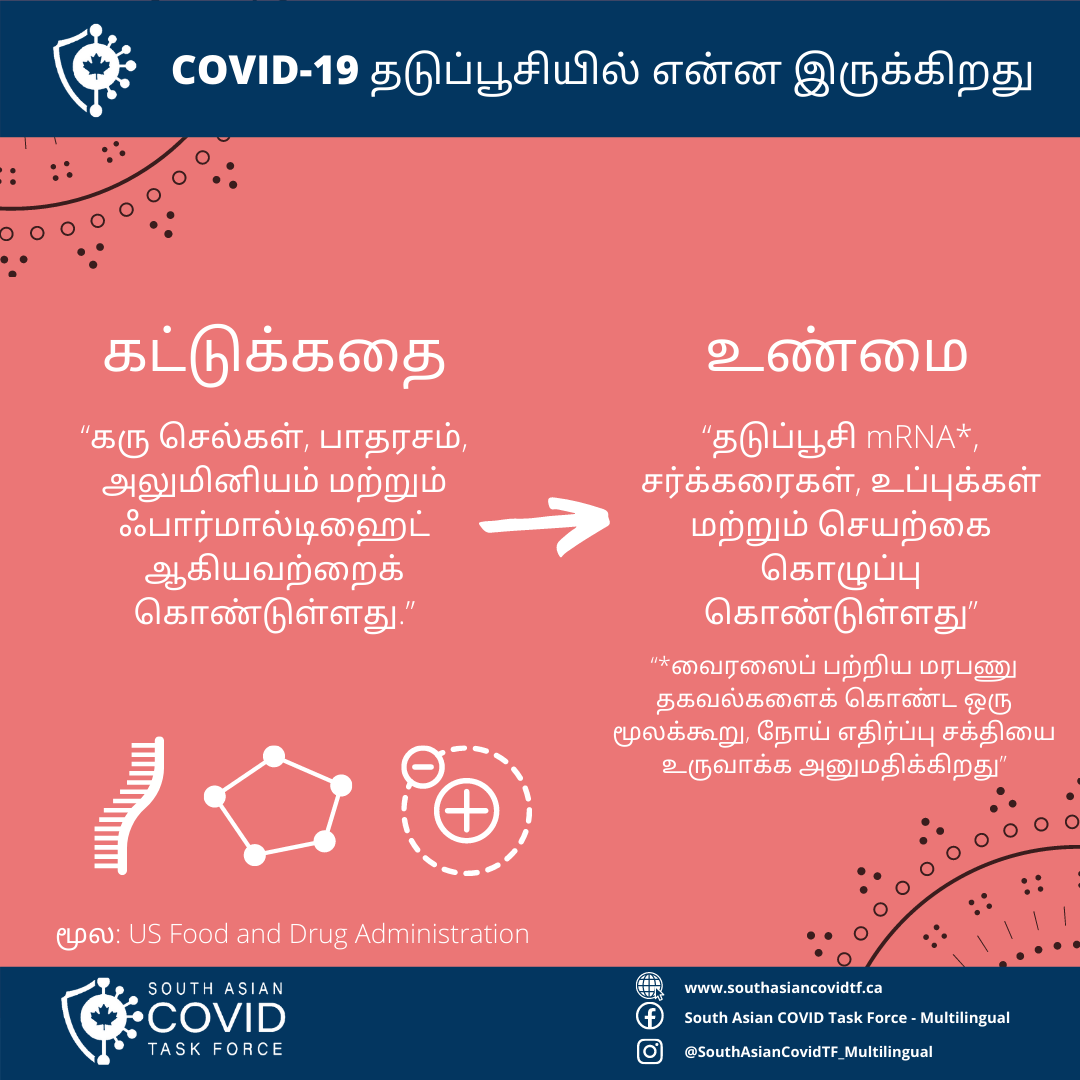 COVID-19 தடுப்பூசியில் என்ன இருக்கிறது
கட்டுக்கதை
“கரு செல்கள், பாதரசம்,
அலுமினியம் மற்றும்
ஃபார்மால்டிஹைட்
ஆகியவற்றைக்
கொண்டுள்ளது.”
உண்மை
“தடுப்பூசி mRNA*,
சர்க்கரைகள், உப்புக்கள்
மற்றும் செயற்கை
கொழுப்பு
கொண்டுள்ளது”
“*வைரஸைப் பற்றிய மரபணு
தகவல்களைக் கொண்ட ஒரு
மூலக்கூறு, நோய் எதிர்ப்பு சக்தியை
உருவாக்க அனுமதிக்கிறது”
மூல: US Food and Drug Administration
SOUTH ASIAN
COVID
TASK FORCE
www.southasiancovidtf.ca
South Asian COVID Task Force - Multilingual
@SouthAsianCovidTF_Multilingual